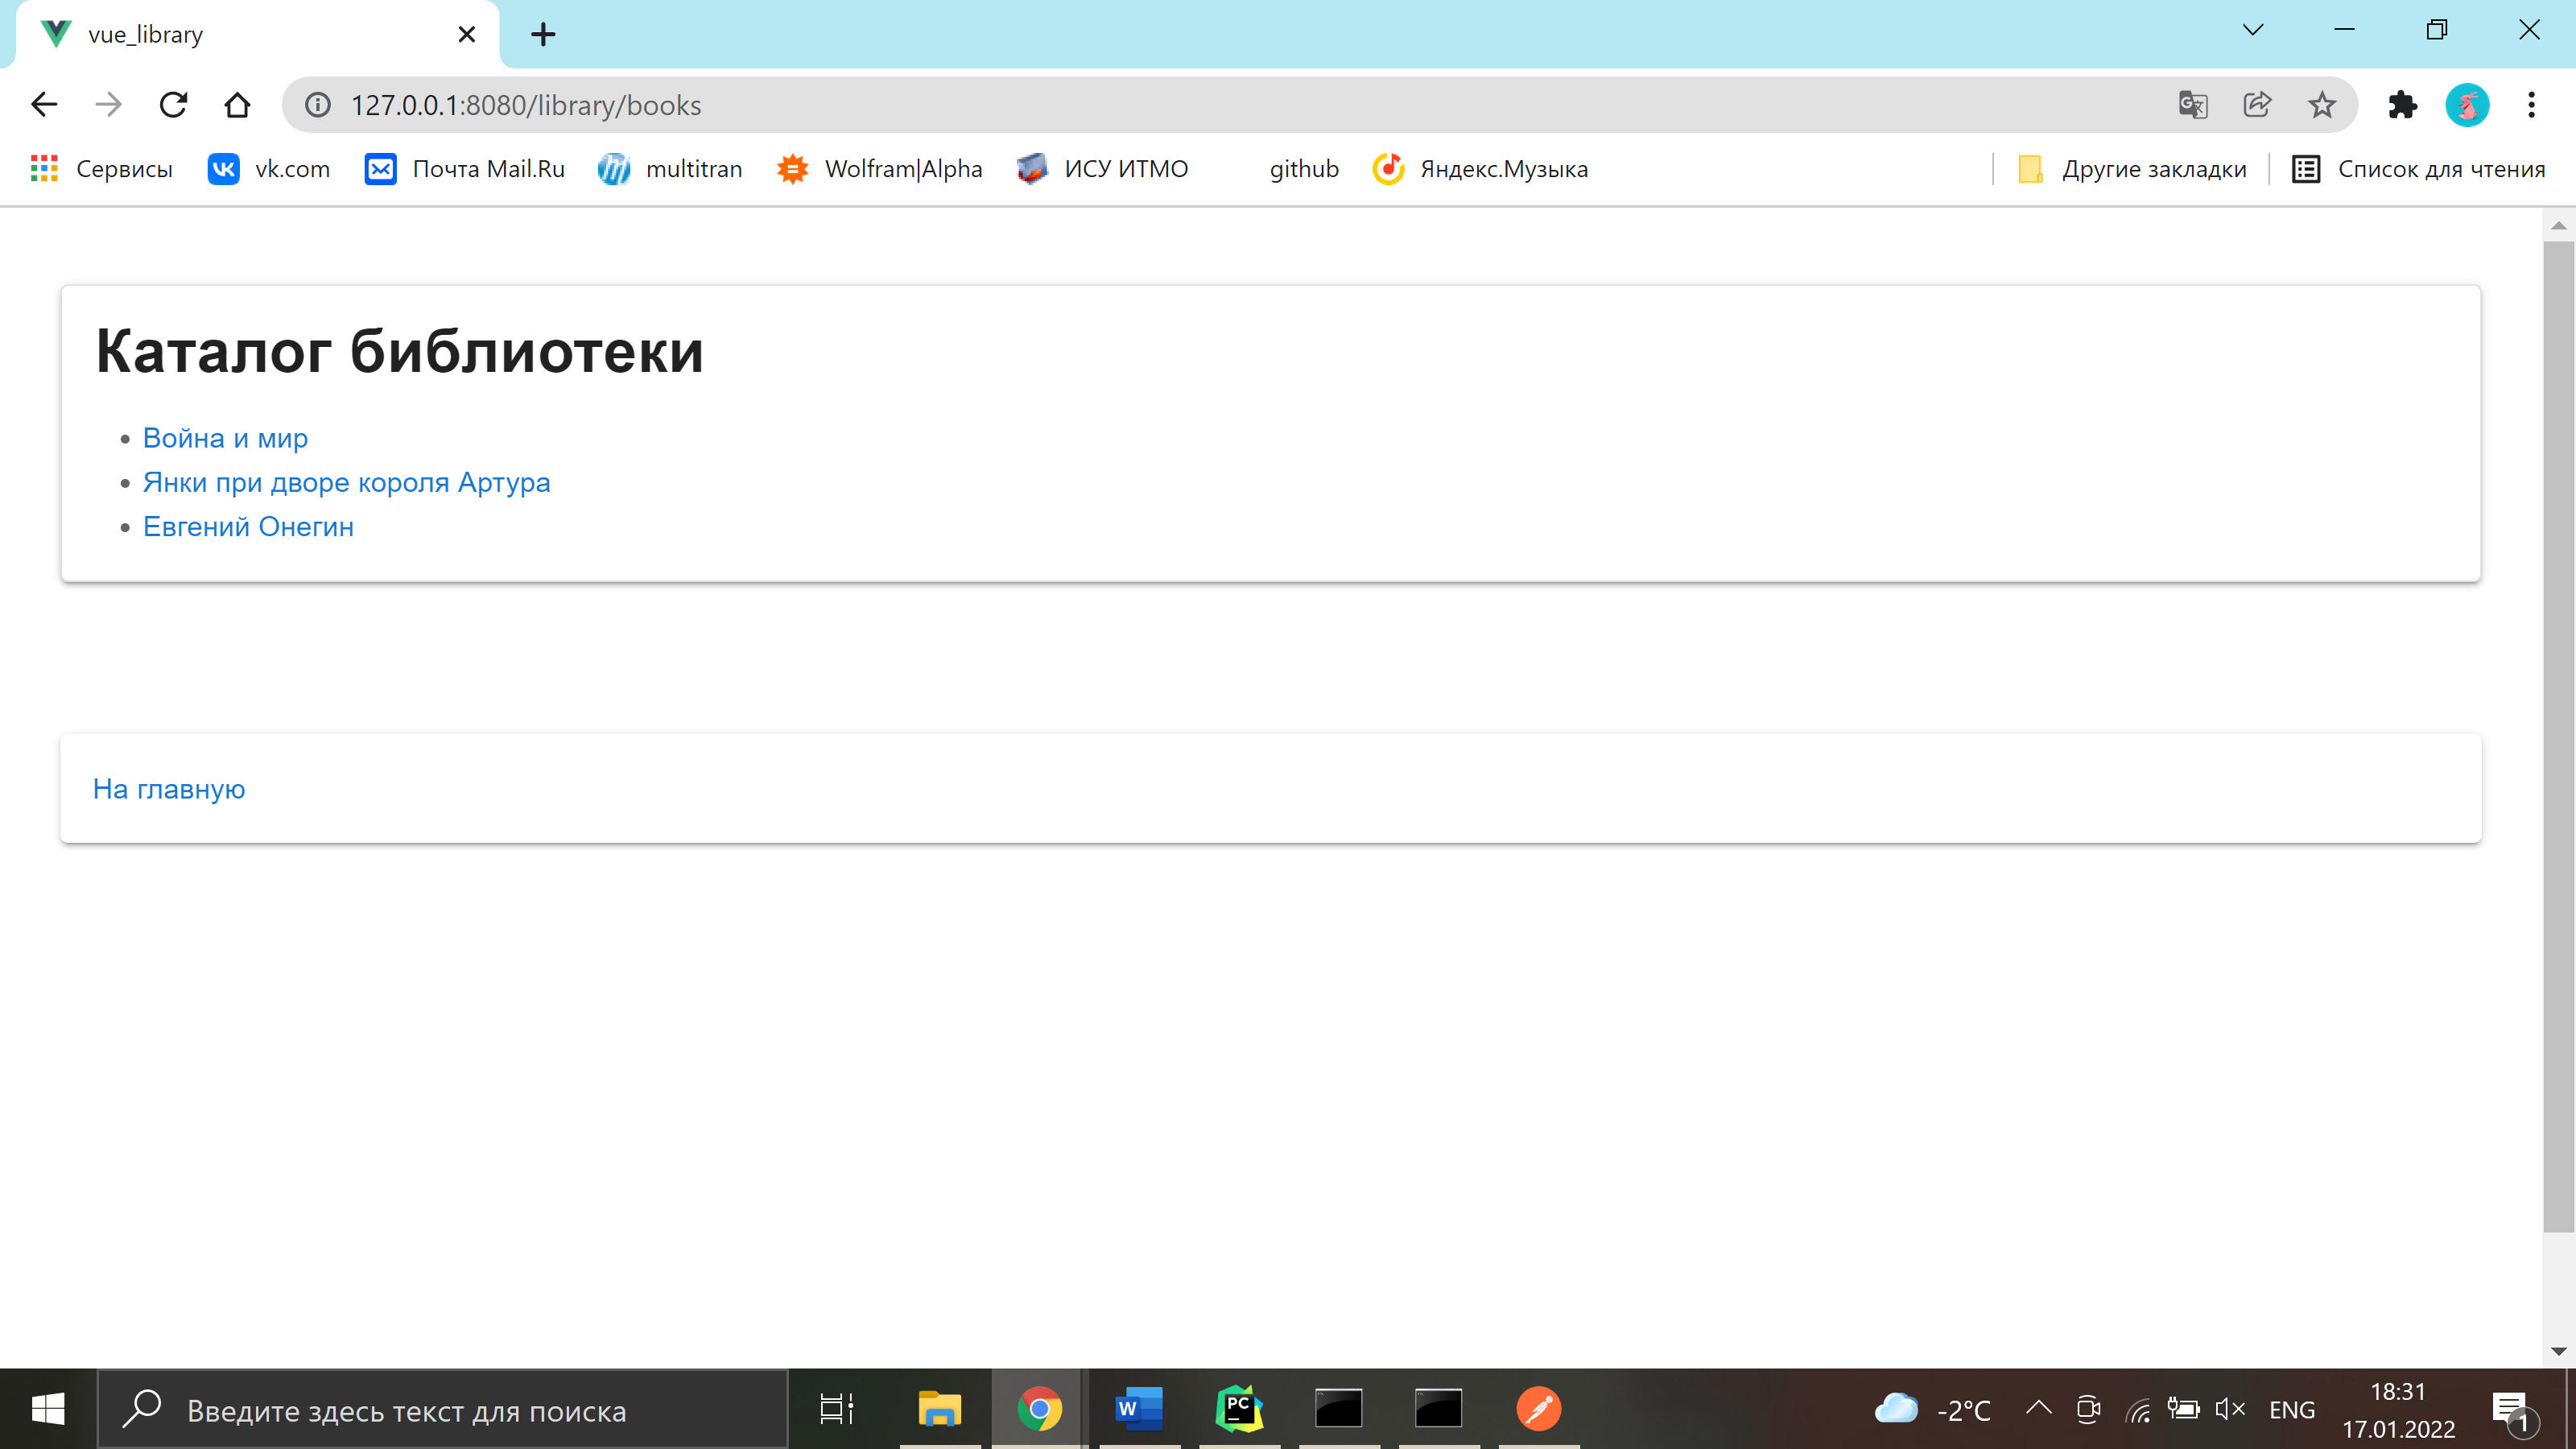 vue_library
127.0.0.1:8080/library/books
Сервисы
vk.com
Почта Mail.Ru
multitran
Wolfram|Alpha
ИСУ ИТМО
github
Яндекс.Музыка
Другие закладки
Список для чтения
Каталог библиотеки
Война и мир
Янки при дворе короля Артура
Евгений Онегин
На главную
Введите здесь текст для поиска
W
PC
-2°C
ENG
18:31
17.01.2022
1